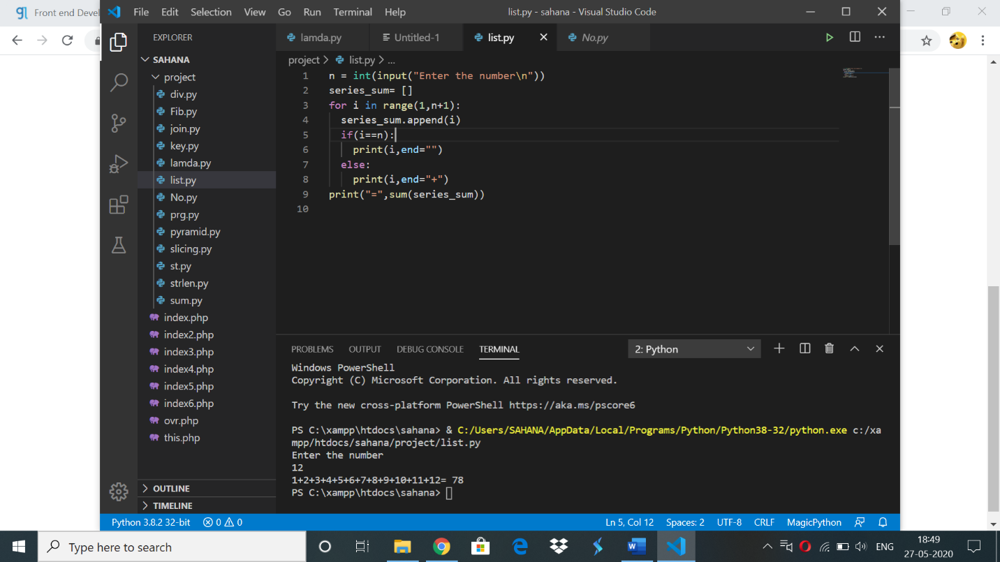 Front end Devel
File Edit Selection View Go Run Terminal Help
list.py - sahana - Visual Studio Code
EXPLORER
SAHANA
project
div.py
Fib.py
join.py
key.py
lamda.py
list.py
No.py
prg.py
pyramid.py
slicing.py
st.py
strlen.py
sum.py
index.php
index2.php
index3.php
index4.php
index5.php
index6.php
ovr.php
this.php
OUTLINE
TIMELINE
lamda.py Untitled-1 list.py No.py
project > list.py > ...
1 n = int(input("Enter the number\n"))
2 series_sum= []
3 for i in range(1,n+1):
4 series_sum.append(i)
5 if(i==n):
6 print(i,end="")
7 else:
8 print(i,end="+")
9 print("=",sum(series_sum))
10
PROBLEMS OUTPUT DEBUG CONSOLE TERMINAL 2: Python
Windows PowerShell
Copyright (C) Microsoft Corporation. All rights reserved.
Try the new cross-platform PowerShell https://aka.ms/pscore6
PS C:\xampp\htdocs\sahana> & C:/Users/SAHANA/AppData/Local/Programs/Python/Python38-32/python.exe c:/xa
mpp/htdocs/sahana/project/list.py
Enter the number
12
1+2+3+4+5+6+7+8+9+10+11+12= 78
PS C:\xampp\htdocs\sahana>
Python 3.8.2 32-bit 0 0 Ln 5, Col 12 Spaces: 2 UTF-8 CRLF MagicPython
Type here to search
ENG
18:49
27-05-2020